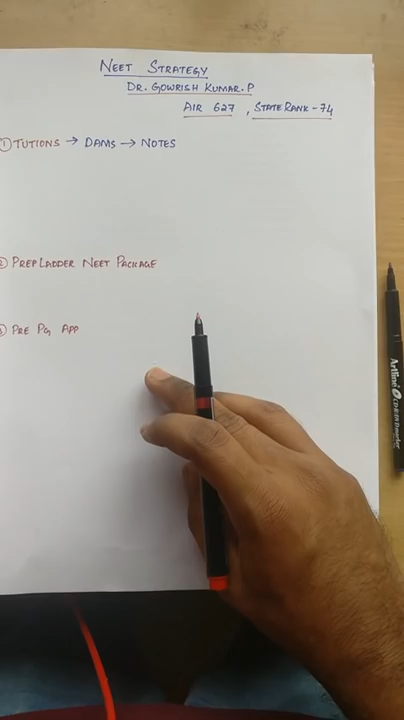 NEET STRATEGY
DR. GOWRISH KUMAR.P
AIR 627, STATE RANK - 74
① TUTIONS → DAMS → NOTES
② PREPLADDER NEET PACKAGE
③ PRE PG APP
Artline